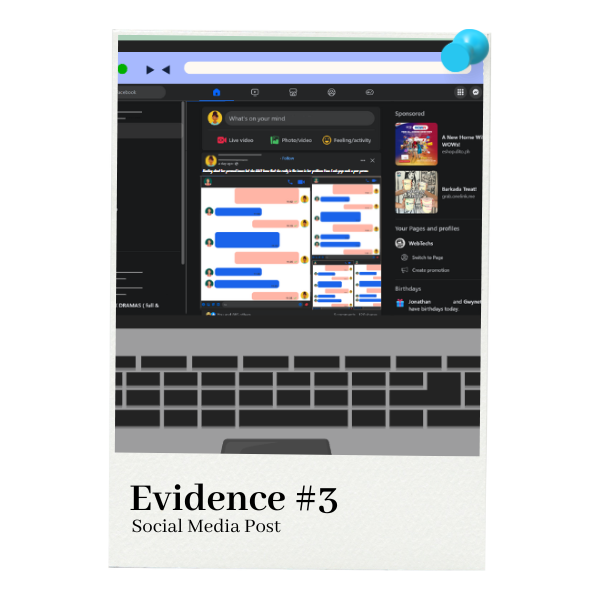 acebook
What's on your mind
Live video
Photo/video
Feeling/activity
Follow
Sponsored
A New Home Wi
WOWs!
Barkada Treat!
Your Pages and profiles
WebTechs
Switch to Page
Create promotion
Birthdays
Jonathan and Gwyne
have birthdays today.
DRAMAS ( Sell &
Evidence #3
Social Media Post